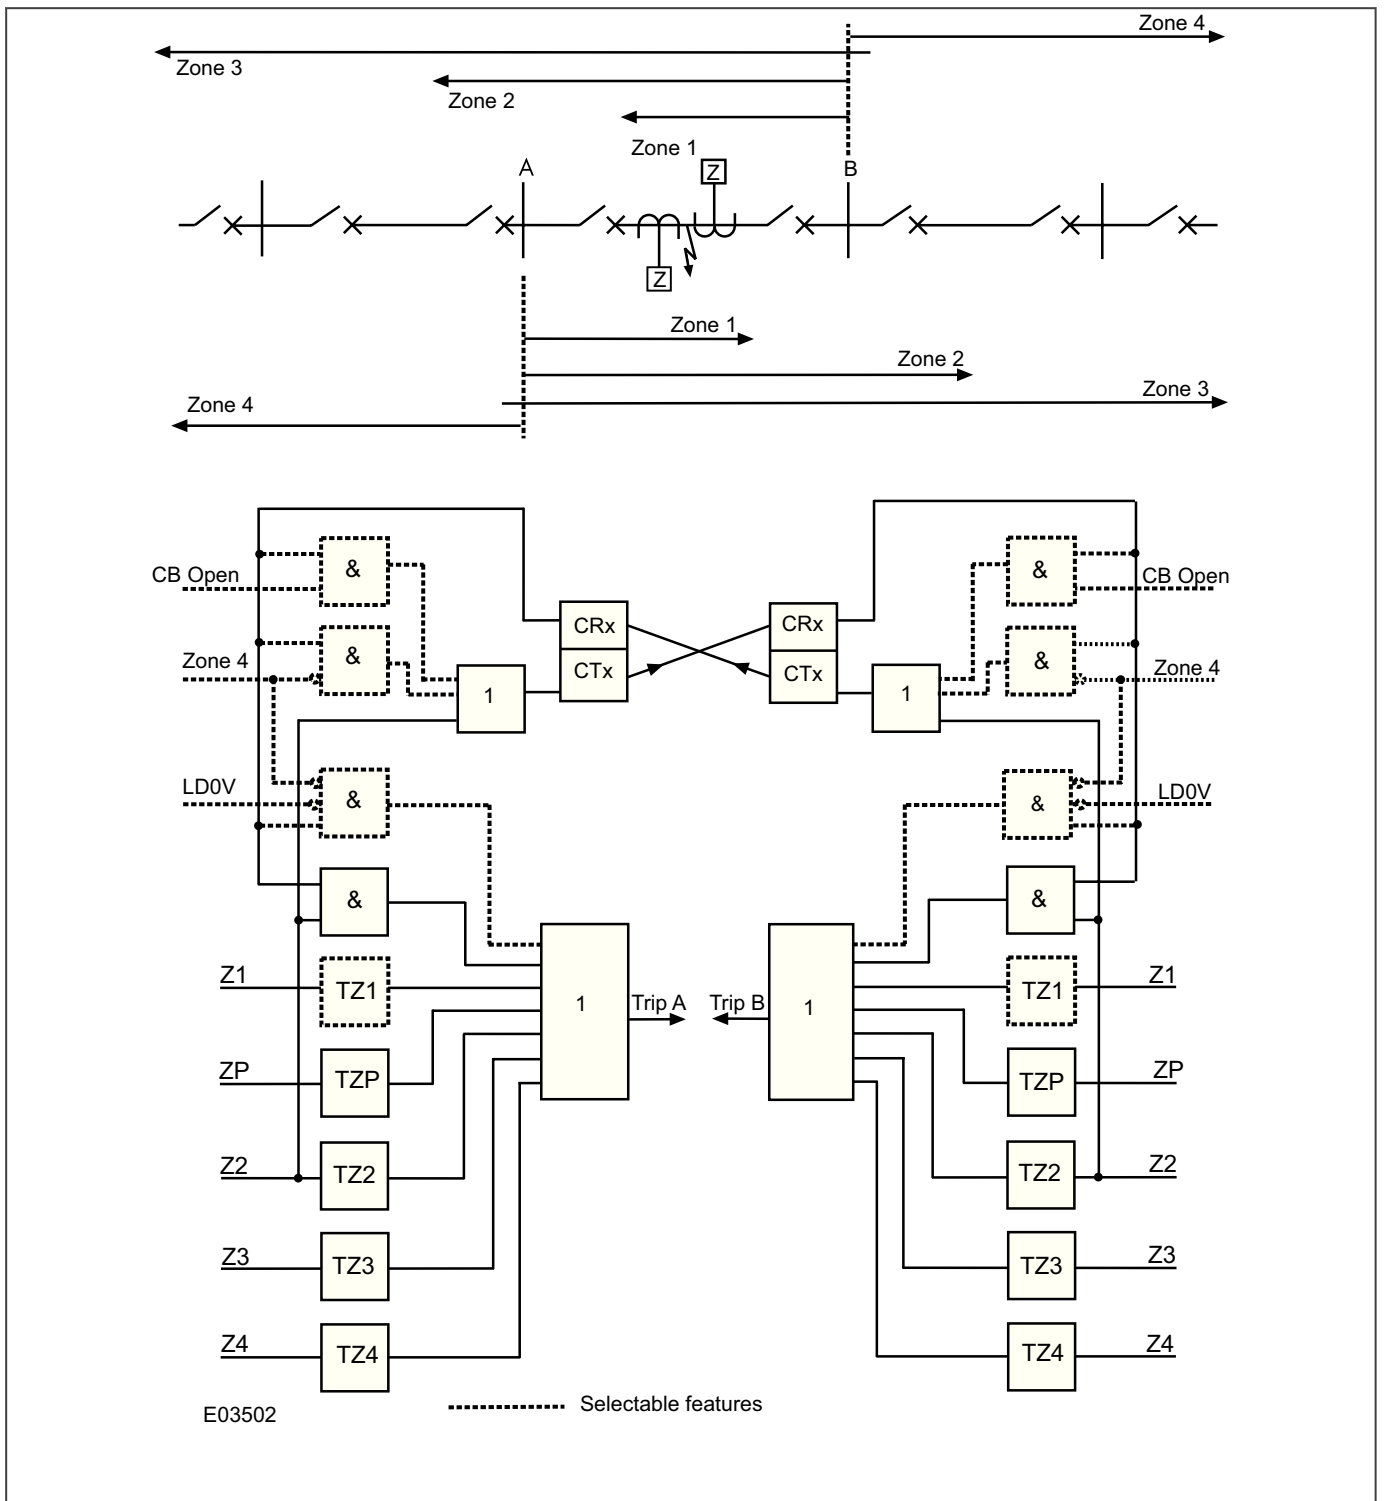 Zone 4
Zone 3
Zone 2
Zone 1
A
Z
B
Z
Zone 1
Zone 2
Zone 3
Zone 4
&
&
CB Open
CB Open
CRx
CRx
&
&
Zone 4
Zone 4
CTx
CTx
1
1
LD0V
LD0V
&
&
&
&
Z1
TZ1
TZ1
Z1
1
Trip A
Trip B
1
ZP
TZP
TZP
ZP
Z2
TZ2
TZ2
Z2
Z3
TZ3
TZ3
Z3
Z4
TZ4
TZ4
Z4
E03502
Selectable features